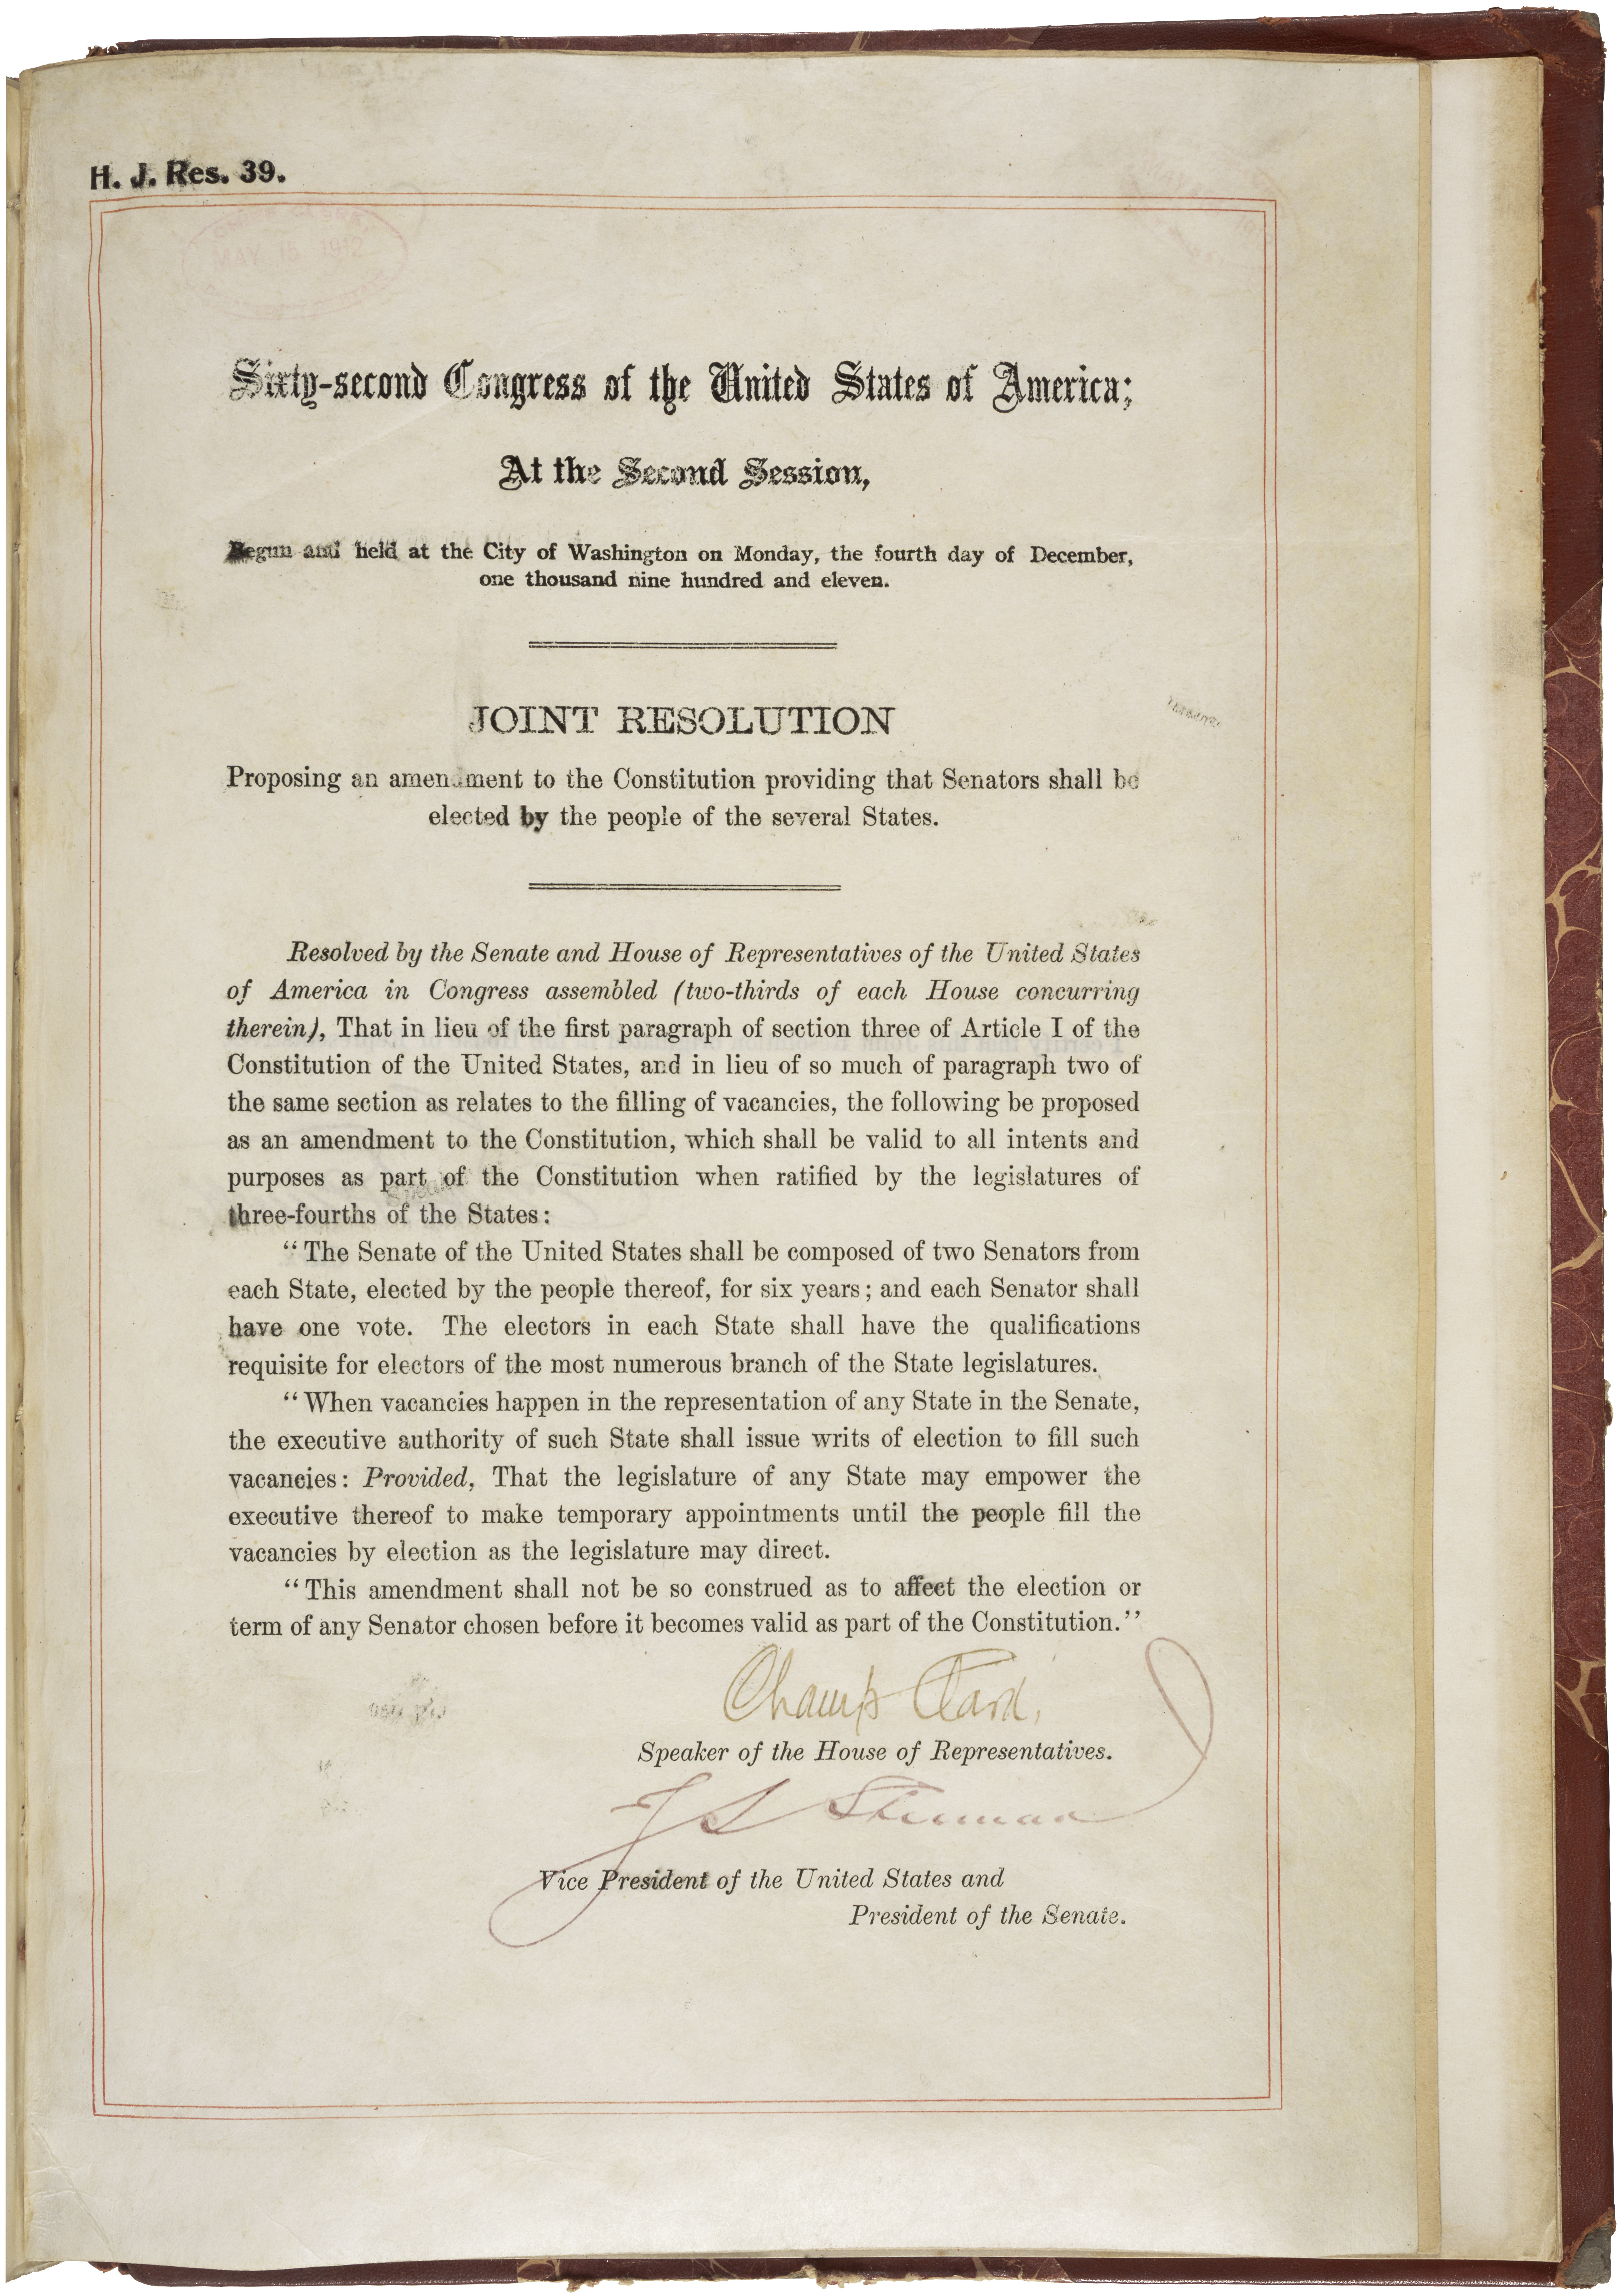 H. J. Res. 39.
MAY 15 1912
Sixty-second Congress of the United States of America;
At the Second Session,
Begun and held at the City of Washington on Monday, the fourth day of December,
one thousand nine hundred and eleven.
JOINT RESOLUTION
Proposing an amendment to the Constitution providing that Senators shall be
elected by the people of the several States.
Resolved by the Senate and House of Representatives of the United States
of America in Congress assembled (two-thirds of each House concurring
therein), That in lieu of the first paragraph of section three of Article I of the
Constitution of the United States, and in lieu of so much of paragraph two of
the same section as relates to the filling of vacancies, the following be proposed
as an amendment to the Constitution, which shall be valid to all intents and
purposes as part of the Constitution when ratified by the legislatures of
three-fourths of the States:
“The Senate of the United States shall be composed of two Senators from
each State, elected by the people thereof, for six years; and each Senator shall
have one vote. The electors in each State shall have the qualifications
requisite for electors of the most numerous branch of the State legislatures.
“When vacancies happen in the representation of any State in the Senate,
the executive authority of such State shall issue writs of election to fill such
vacancies: Provided, That the legislature of any State may empower the
executive thereof to make temporary appointments until the people fill the
vacancies by election as the legislature may direct.
“This amendment shall not be so construed as to affect the election or
term of any Senator chosen before it becomes valid as part of the Constitution.”
Champ Clark,
Speaker of the House of Representatives.
J S Sherman
Vice President of the United States and
President of the Senate.